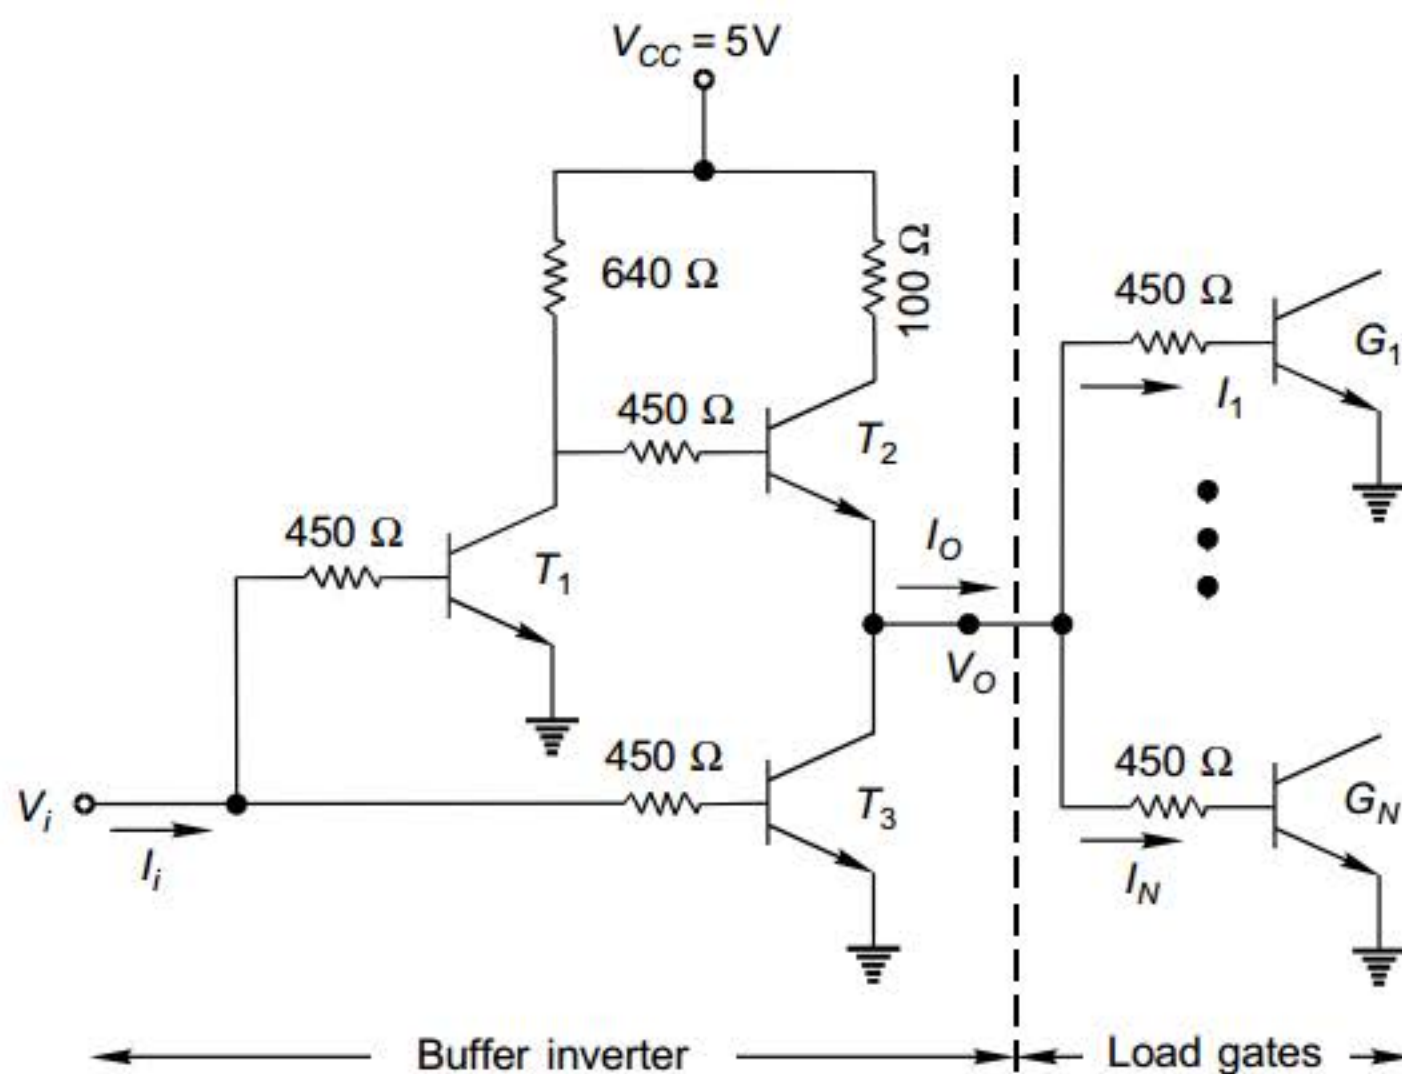 V_CC = 5V
640 Ω
100 Ω
450 Ω
G_1
I_1
450 Ω
T_2
450 Ω
T_1
I_O
V_O
450 Ω
T_3
450 Ω
G_N
I_N
V_i
I_i
Buffer inverter
Load gates